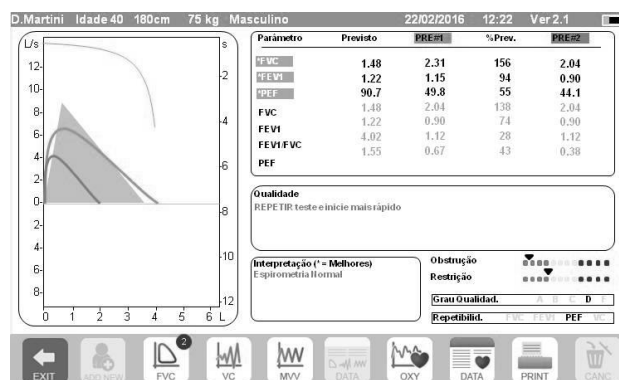 D.Martini Idade 40 180cm 75 kg Masculino 22/02/2016 12:22 Ver 2.1
L/s s
12
10
8
6
4
2
0
2
4
6
8
2
4
6
8
10
12
0 1 2 3 4 5 6 L
Parâmetro Previsto PRE#1 %Prev. PRE#2
*FVC 1.48 2.31 156 2.04
*FEV1 1.22 1.15 94 0.90
*PEF 90.7 49.8 55 44.1
FVC 1.48 2.04 138 2.04
FEV1 1.22 0.90 74 0.90
FEV1/FVC 4.02 1.12 28 1.12
PEF 1.55 0.67 43 0.38
Qualidade
REPETIR teste e inicie mais rápido
Interpretação (* = Melhores)
Espirometria Normal
Obstrução
Restrição
Grau Qualidad. A B C D F
Repetibilid. FVC FEV1 PEF VC
2
EXIT ADD NEW FVC VC MVV DATA OXY DATA PRINT CANC